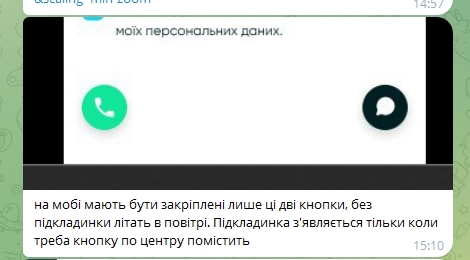 &scaling=min-zoom
14:57
моїх персональних даних.
на мобі мають бути закріплені лише ці дві кнопки, без
підкладинки літать в повітрі. Підкладинка з'являється тільки коли
треба кнопку по центру помістить
15:10